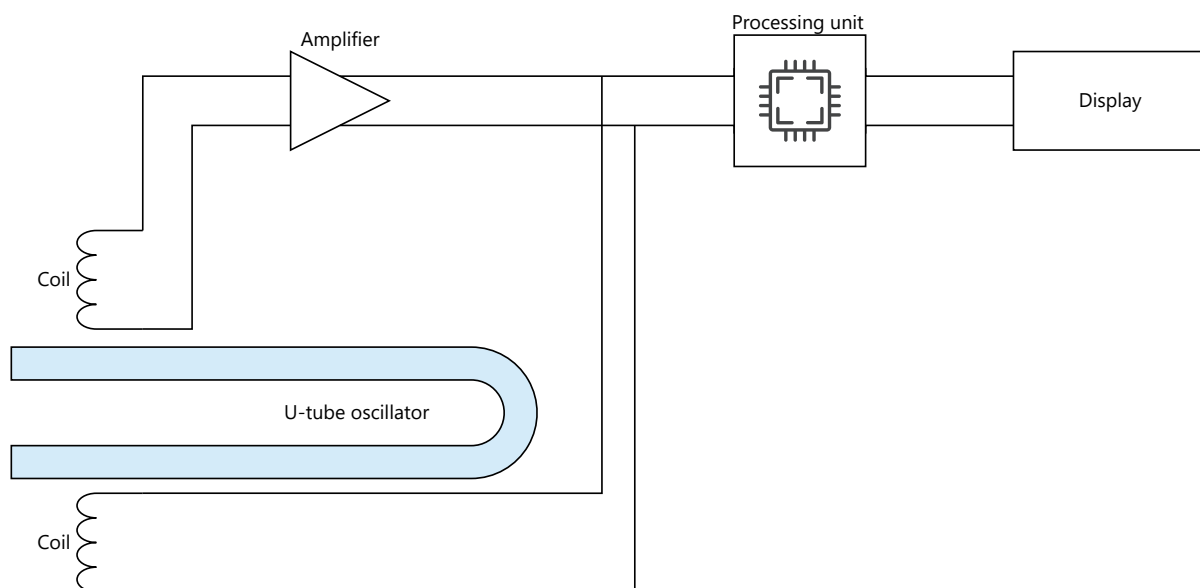 Processing unit
Amplifier
Display
Coil
U-tube oscillator
Coil